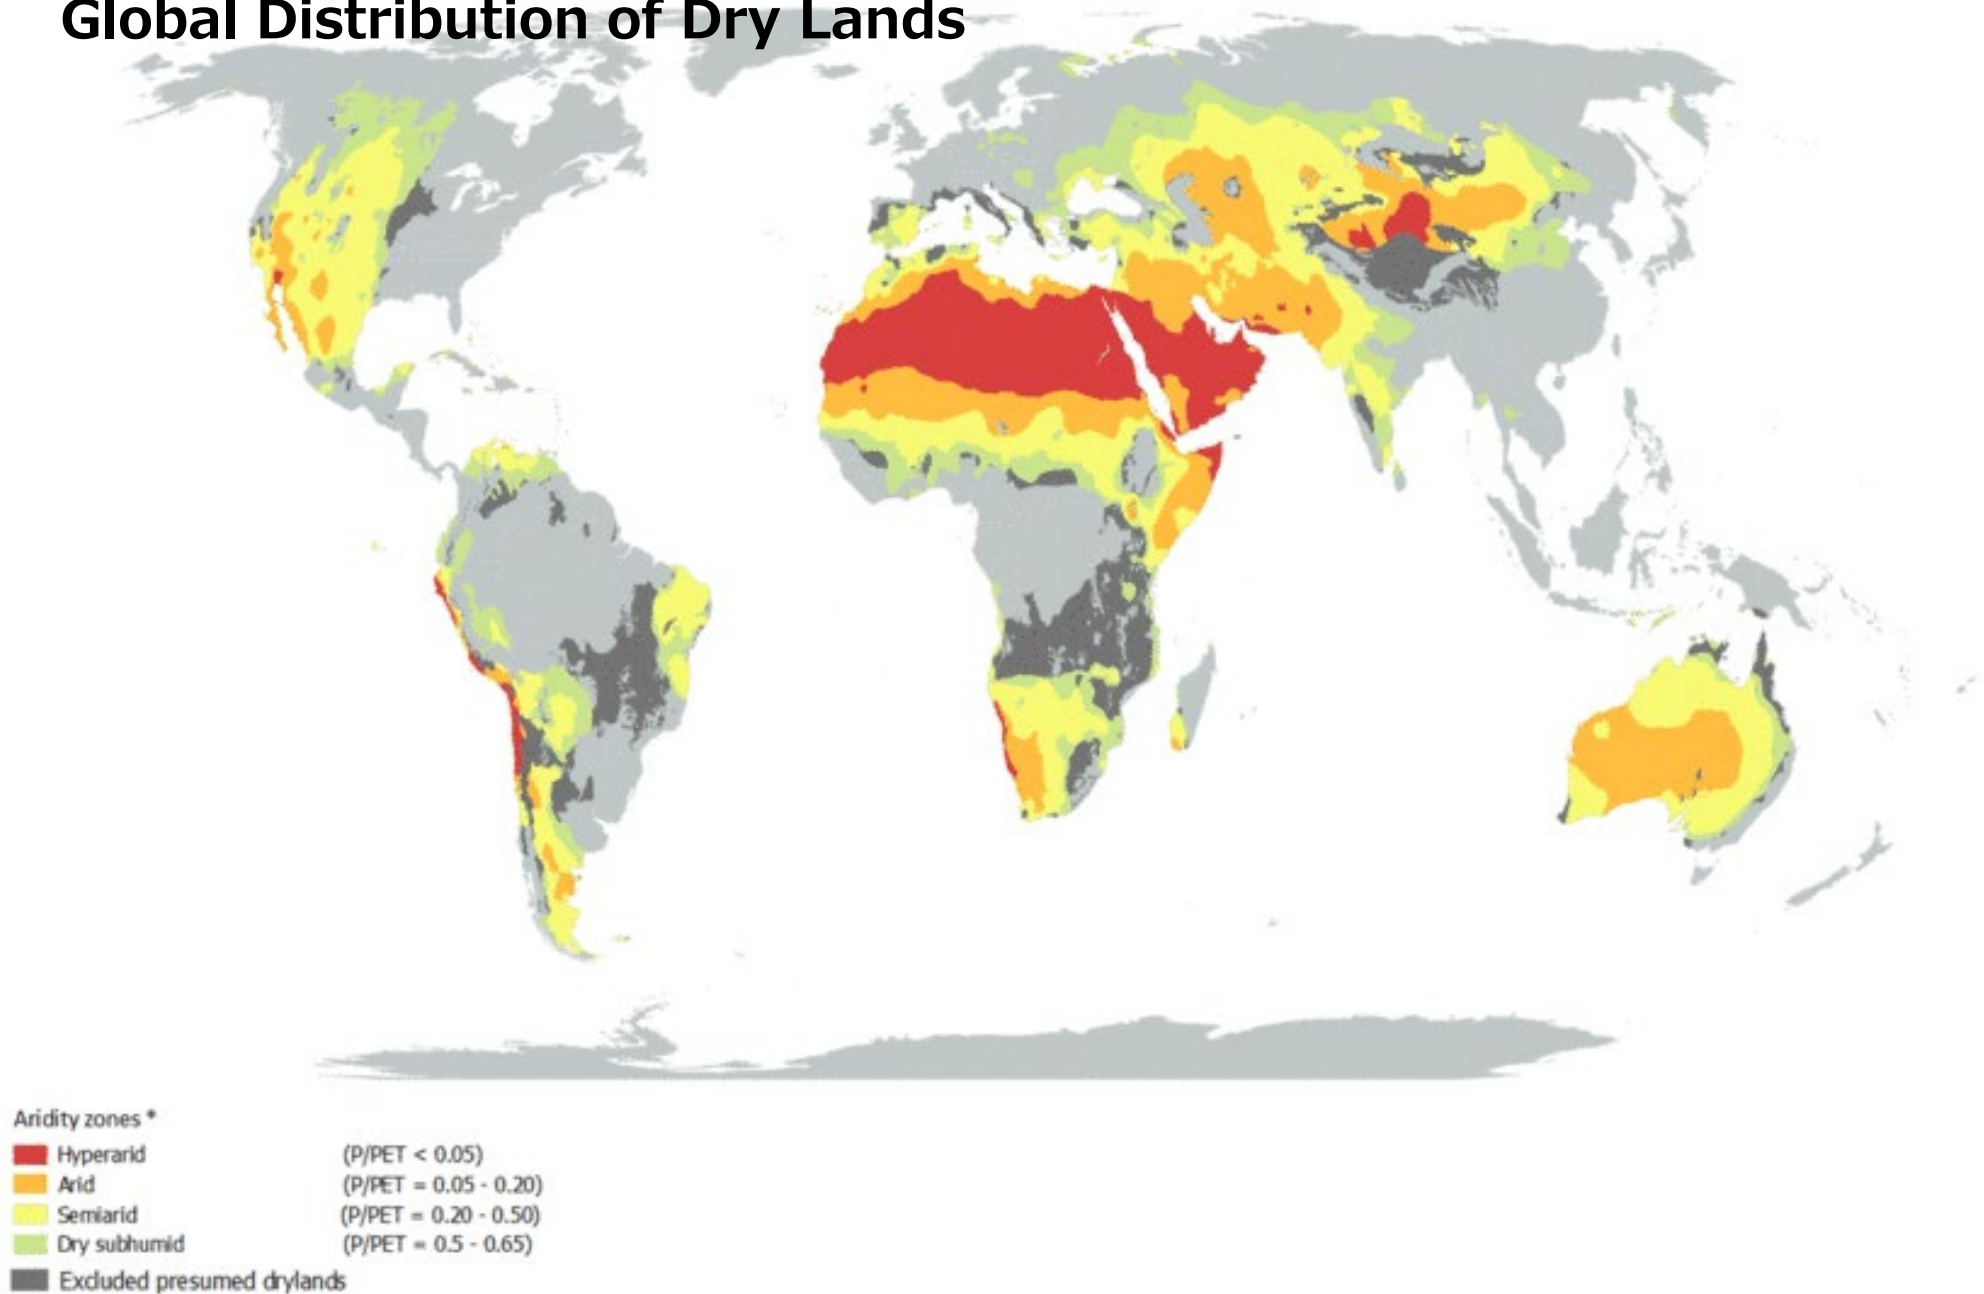 Global Distribution of Dry Lands
Aridity zones *
Hyperarid (P/PET < 0.05)
Arid (P/PET = 0.05 - 0.20)
Semiarid (P/PET = 0.20 - 0.50)
Dry subhumid (P/PET = 0.5 - 0.65)
Excluded presumed drylands